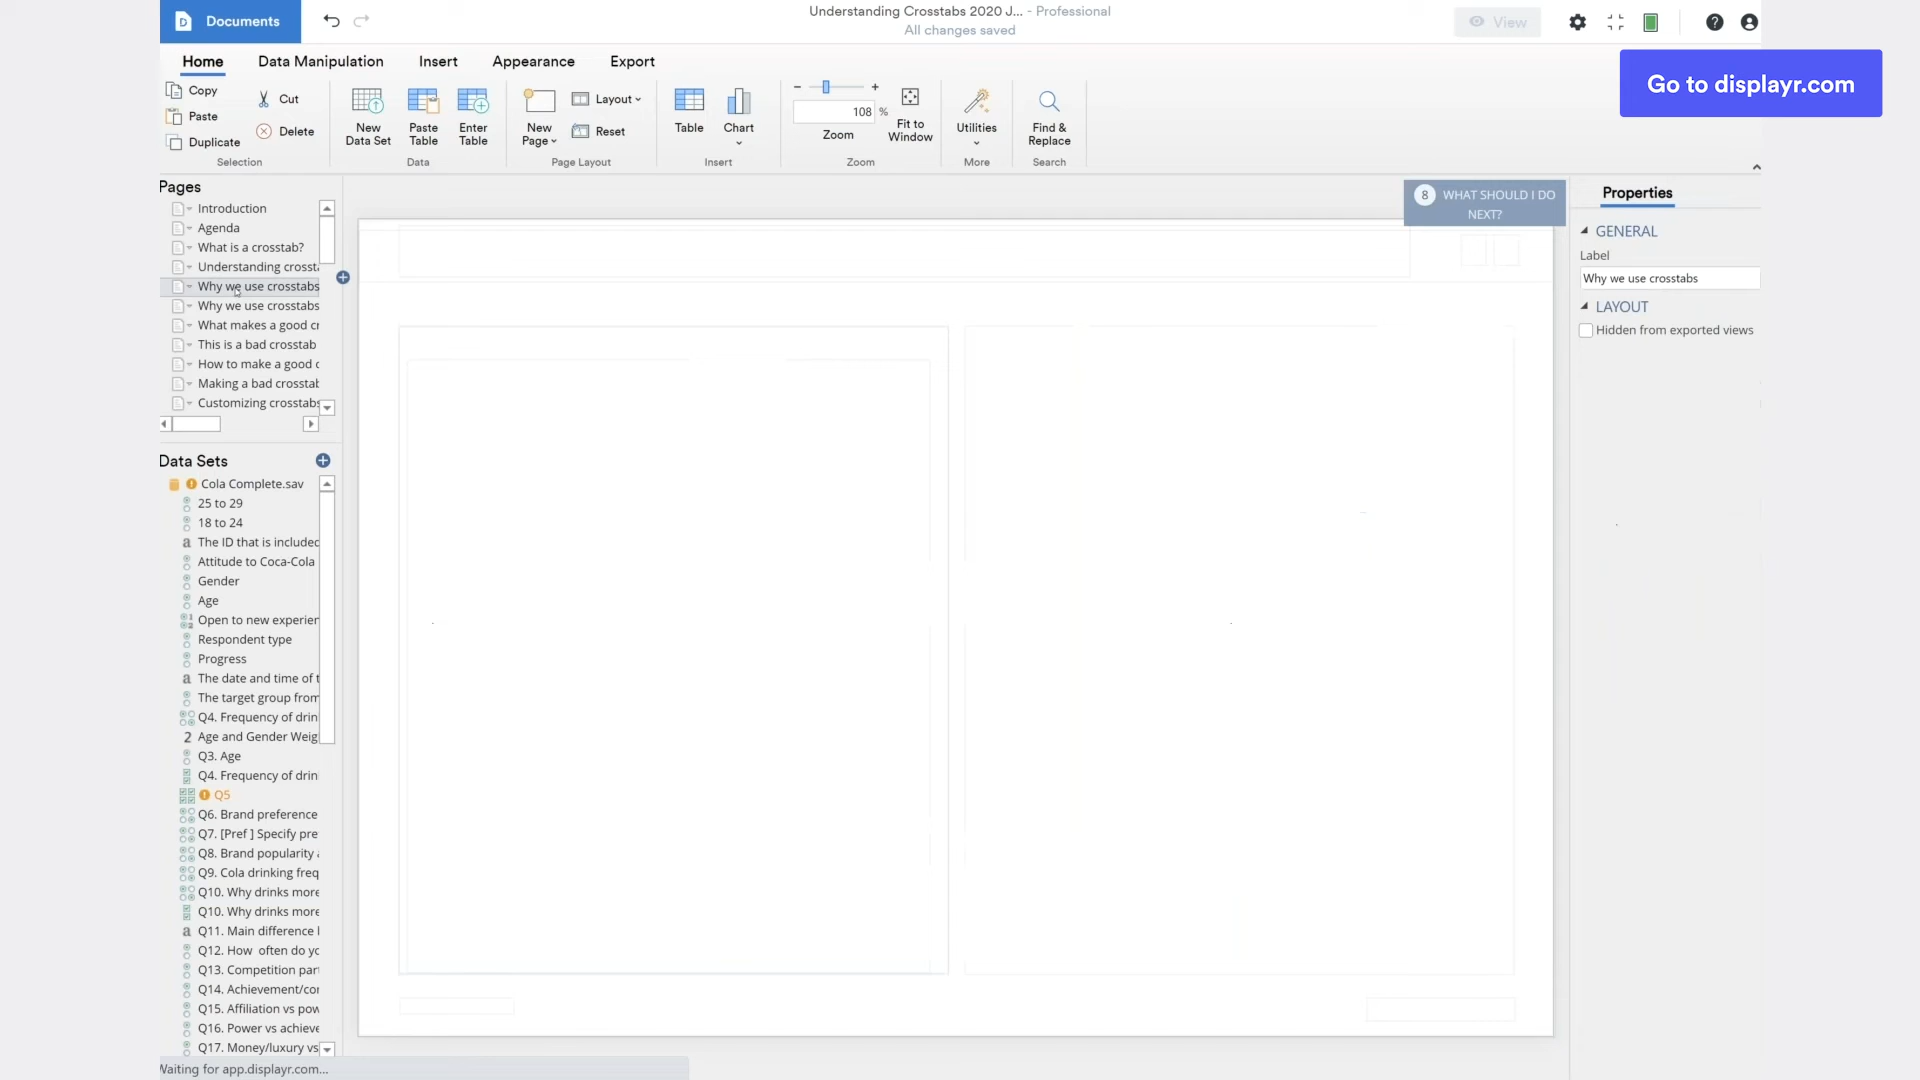 Documents
Understanding Crosstabs 2020 J... - Professional
All changes saved
View
Go to displayr.com
Home
Data Manipulation
Insert
Appearance
Export
Copy
Paste
Duplicate
Cut
Delete
Selection
New
Data Set
Paste
Table
Enter
Table
Data
New
Page
Layout
Reset
Page Layout
Table
Chart
Insert
108 %
Zoom
Fit to
Window
Zoom
Utilities
More
Find &
Replace
Search
Pages
Introduction
Agenda
What is a crosstab?
Understanding crossta
Why we use crosstabs
Why we use crosstabs
What makes a good cr
This is a bad crosstab
How to make a good c
Making a bad crosstab
Customizing crosstabs
Data Sets
Cola Complete.sav
25 to 29
18 to 24
The ID that is included
Attitude to Coca-Cola
Gender
Age
Open to new experien
Respondent type
Progress
The date and time of t
The target group from
Q4. Frequency of drin
2 Age and Gender Weig
Q3. Age
Q4. Frequency of drin
Q5
Q6. Brand preference
Q7. [Pref ] Specify pre
Q8. Brand popularity
Q9. Cola drinking freq
Q10. Why drinks more
Q10. Why drinks more
Q11. Main difference
Q12. How often do yo
Q13. Competition part
Q14. Achievement/con
Q15. Affiliation vs pow
Q16. Power vs achieve
Q17. Money/luxury vs
Waiting for app.displayr.com...
8 WHAT SHOULD I DO
NEXT?
Properties
GENERAL
Label
Why we use crosstabs
LAYOUT
Hidden from exported views